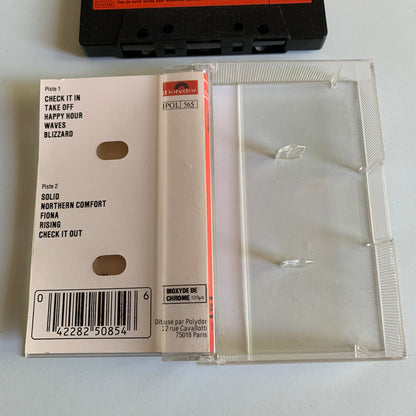 Piste 1
CHECK IT IN
TAKE OFF
HAPPY HOUR
WAVES
BLIZZARD
Piste 2
SOLID
NORTHERN COMFORT
FIONA
RISING
CHECK IT OUT
0 42282 50854 6
Polydor
POL 565
BIOXYDE DE
CHROME 120µs
Diffusé par Polydor
2 rue Cavallotti
75018 Paris